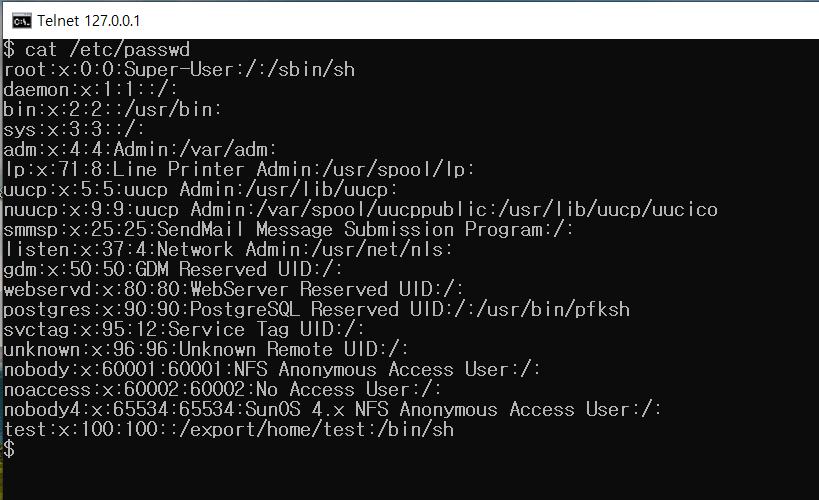 Telnet 127.0.0.1
$ cat /etc/passwd
root:x:0:0:Super-User:/:/sbin/sh
daemon:x:1:1::/:
bin:x:2:2::/usr/bin:
sys:x:3:3::/:
adm:x:4:4:Admin:/var/adm:
lp:x:71:8:Line Printer Admin:/usr/spool/lp:
uucp:x:5:5:uucp Admin:/usr/lib/uucp:
nuucp:x:9:9:uucp Admin:/var/spool/uucppublic:/usr/lib/uucp/uucico
smmsp:x:25:25:SendMail Message Submission Program:/:
listen:x:37:4:Network Admin:/usr/net/nls:
gdm:x:50:50:GDM Reserved UID:/:
webservd:x:80:80:WebServer Reserved UID:/:
postgres:x:90:90:PostgreSQL Reserved UID:/:/usr/bin/pfksh
svctag:x:95:12:Service Tag UID:/:
unknown:x:96:96:Unknown Remote UID:/:
nobody:x:60001:60001:NFS Anonymous Access User:/:
noaccess:x:60002:60002:No Access User:/:
nobody4:x:65534:65534:SunOS 4.x NFS Anonymous Access User:/:
test:x:100:100::/export/home/test:/bin/sh
$